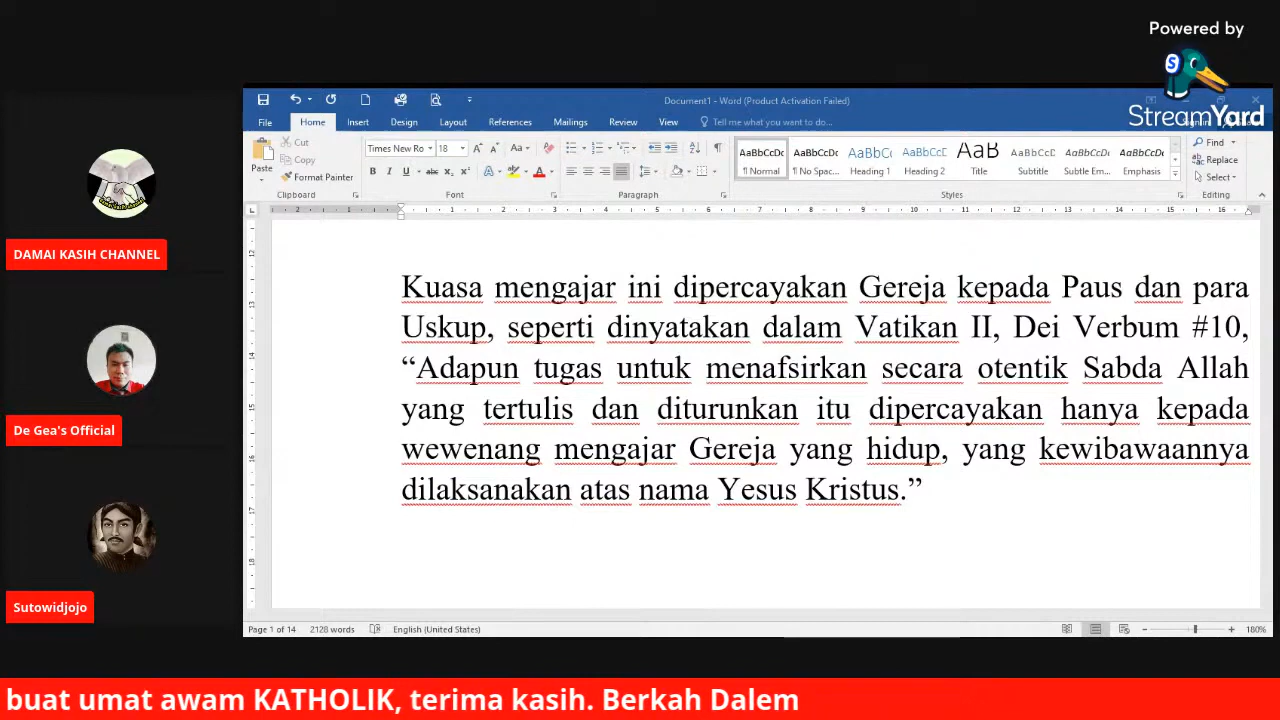 Powered by
StreamYard
Document1 - Word (Product Activation Failed)
File Home Insert Design Layout References Mailings Review View Tell me what you want to do...
Paste
Cut
Copy
Format Painter
Clipboard
Times New Ro 18
Font
Paragraph
AaBbCcDc AaBbCcDc AaBbCc AaBbCcC AaB AaBbCcC AaBbCcDc AaBbCcDc
¶ Normal ¶ No Spac... Heading 1 Heading 2 Title Subtitle Subtle Em... Emphasis
Styles
Find
Replace
Select
Editing
Kuasa mengajar ini dipercayakan Gereja kepada Paus dan para
Uskup, seperti dinyatakan dalam Vatikan II, Dei Verbum #10,
“Adapun tugas untuk menafsirkan secara otentik Sabda Allah
yang tertulis dan diturunkan itu dipercayakan hanya kepada
wewenang mengajar Gereja yang hidup, yang kewibawaannya
dilaksanakan atas nama Yesus Kristus.”
Page 1 of 14 2128 words English (United States) 180%
DAMAI KASIH CHANNEL
De Gea's Official
Sutowidjojo
buat umat awam KATHOLIK, terima kasih. Berkah Dalem